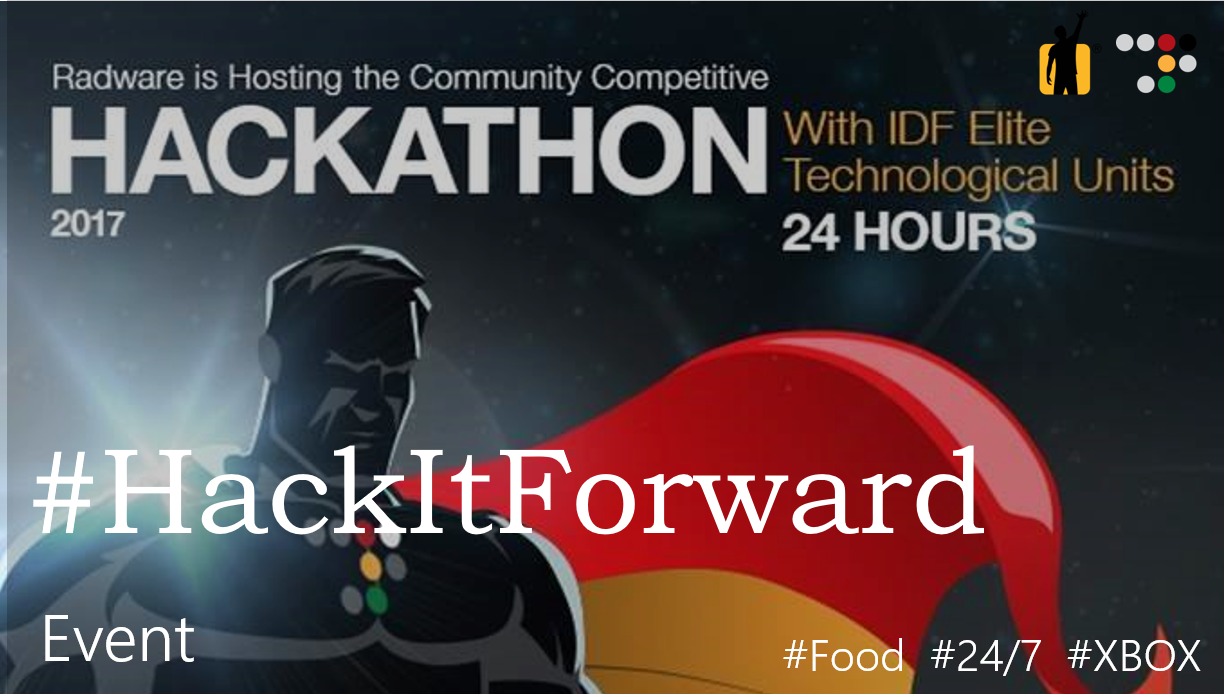 Radware is Hosting the Community Competitive
HACKATHON
2017
With IDF Elite
Technological Units
24 HOURS
#HackItForward
Event
#Food #24/7 #XBOX